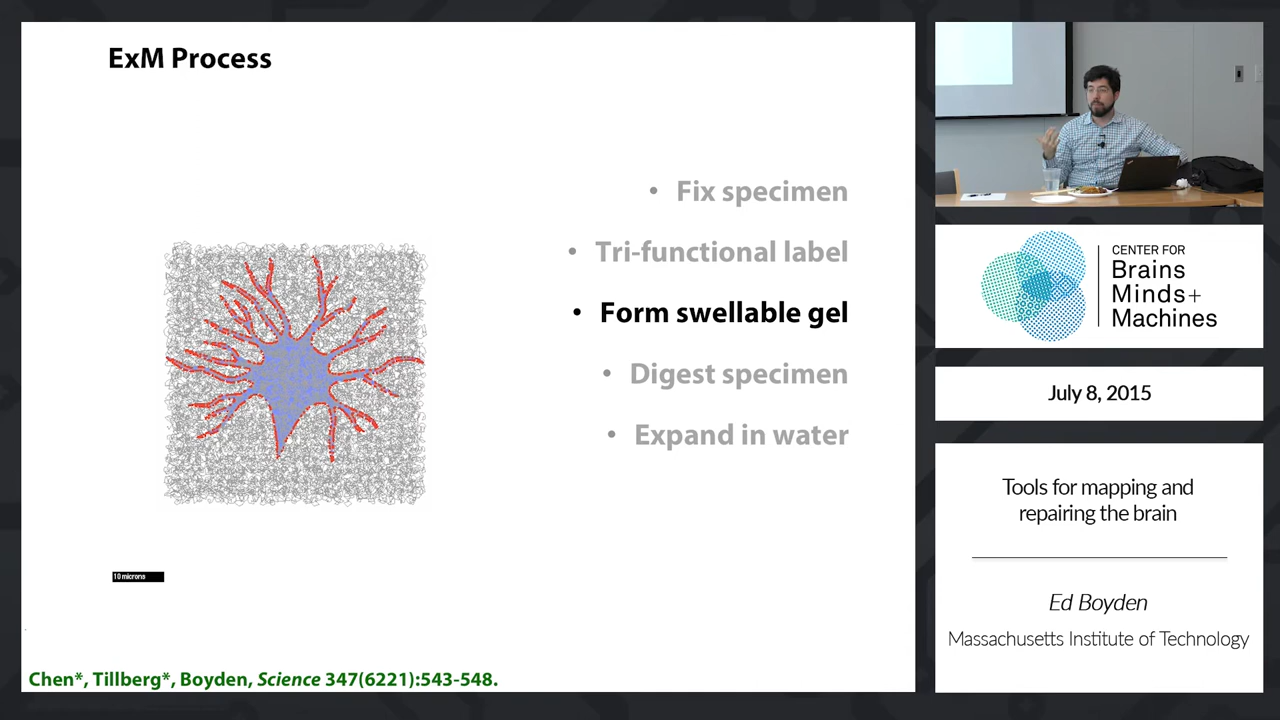 ExM Process
• Fix specimen
• Tri-functional label
• Form swellable gel
• Digest specimen
• Expand in water
10 microns
Chen*, Tillberg*, Boyden, Science 347(6221):543-548.
CENTER FOR
Brains
Minds+
Machines
July 8, 2015
Tools for mapping and
repairing the brain
Ed Boyden
Massachusetts Institute of Technology